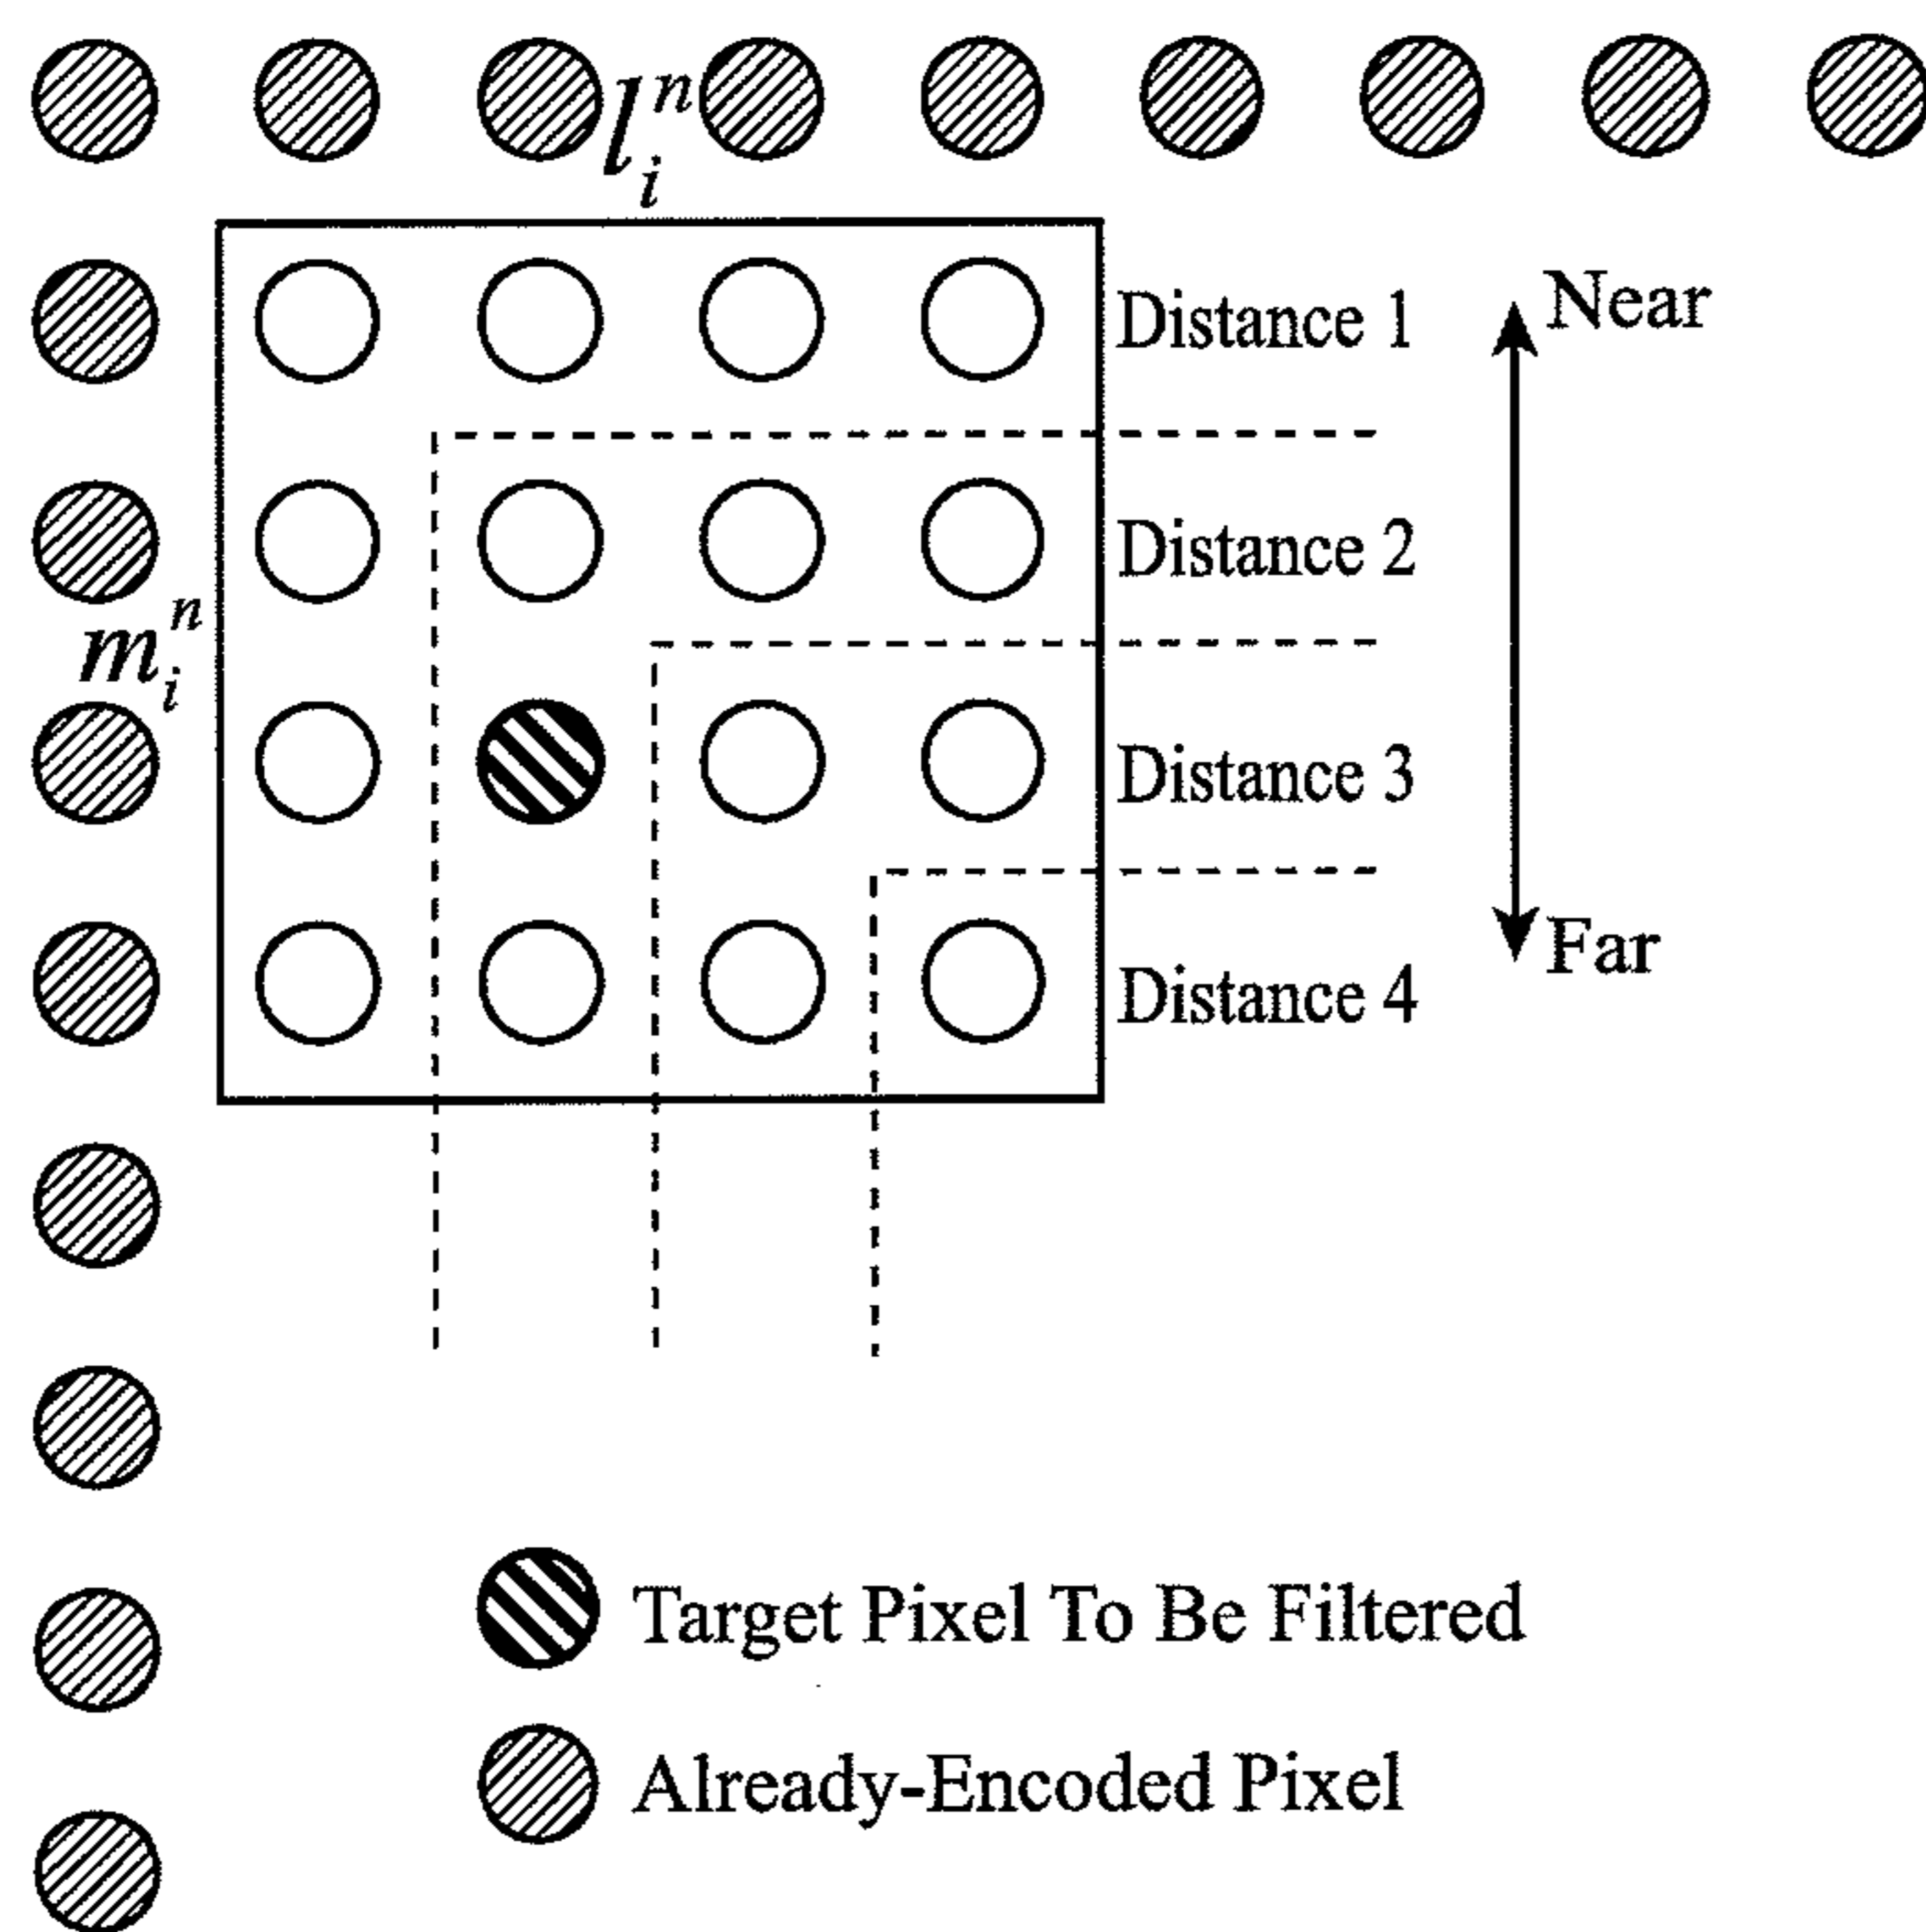 l_i^n
Distance 1
Near
Distance 2
m_i^n
Distance 3
Far
Distance 4
Target Pixel To Be Filtered
Already-Encoded Pixel